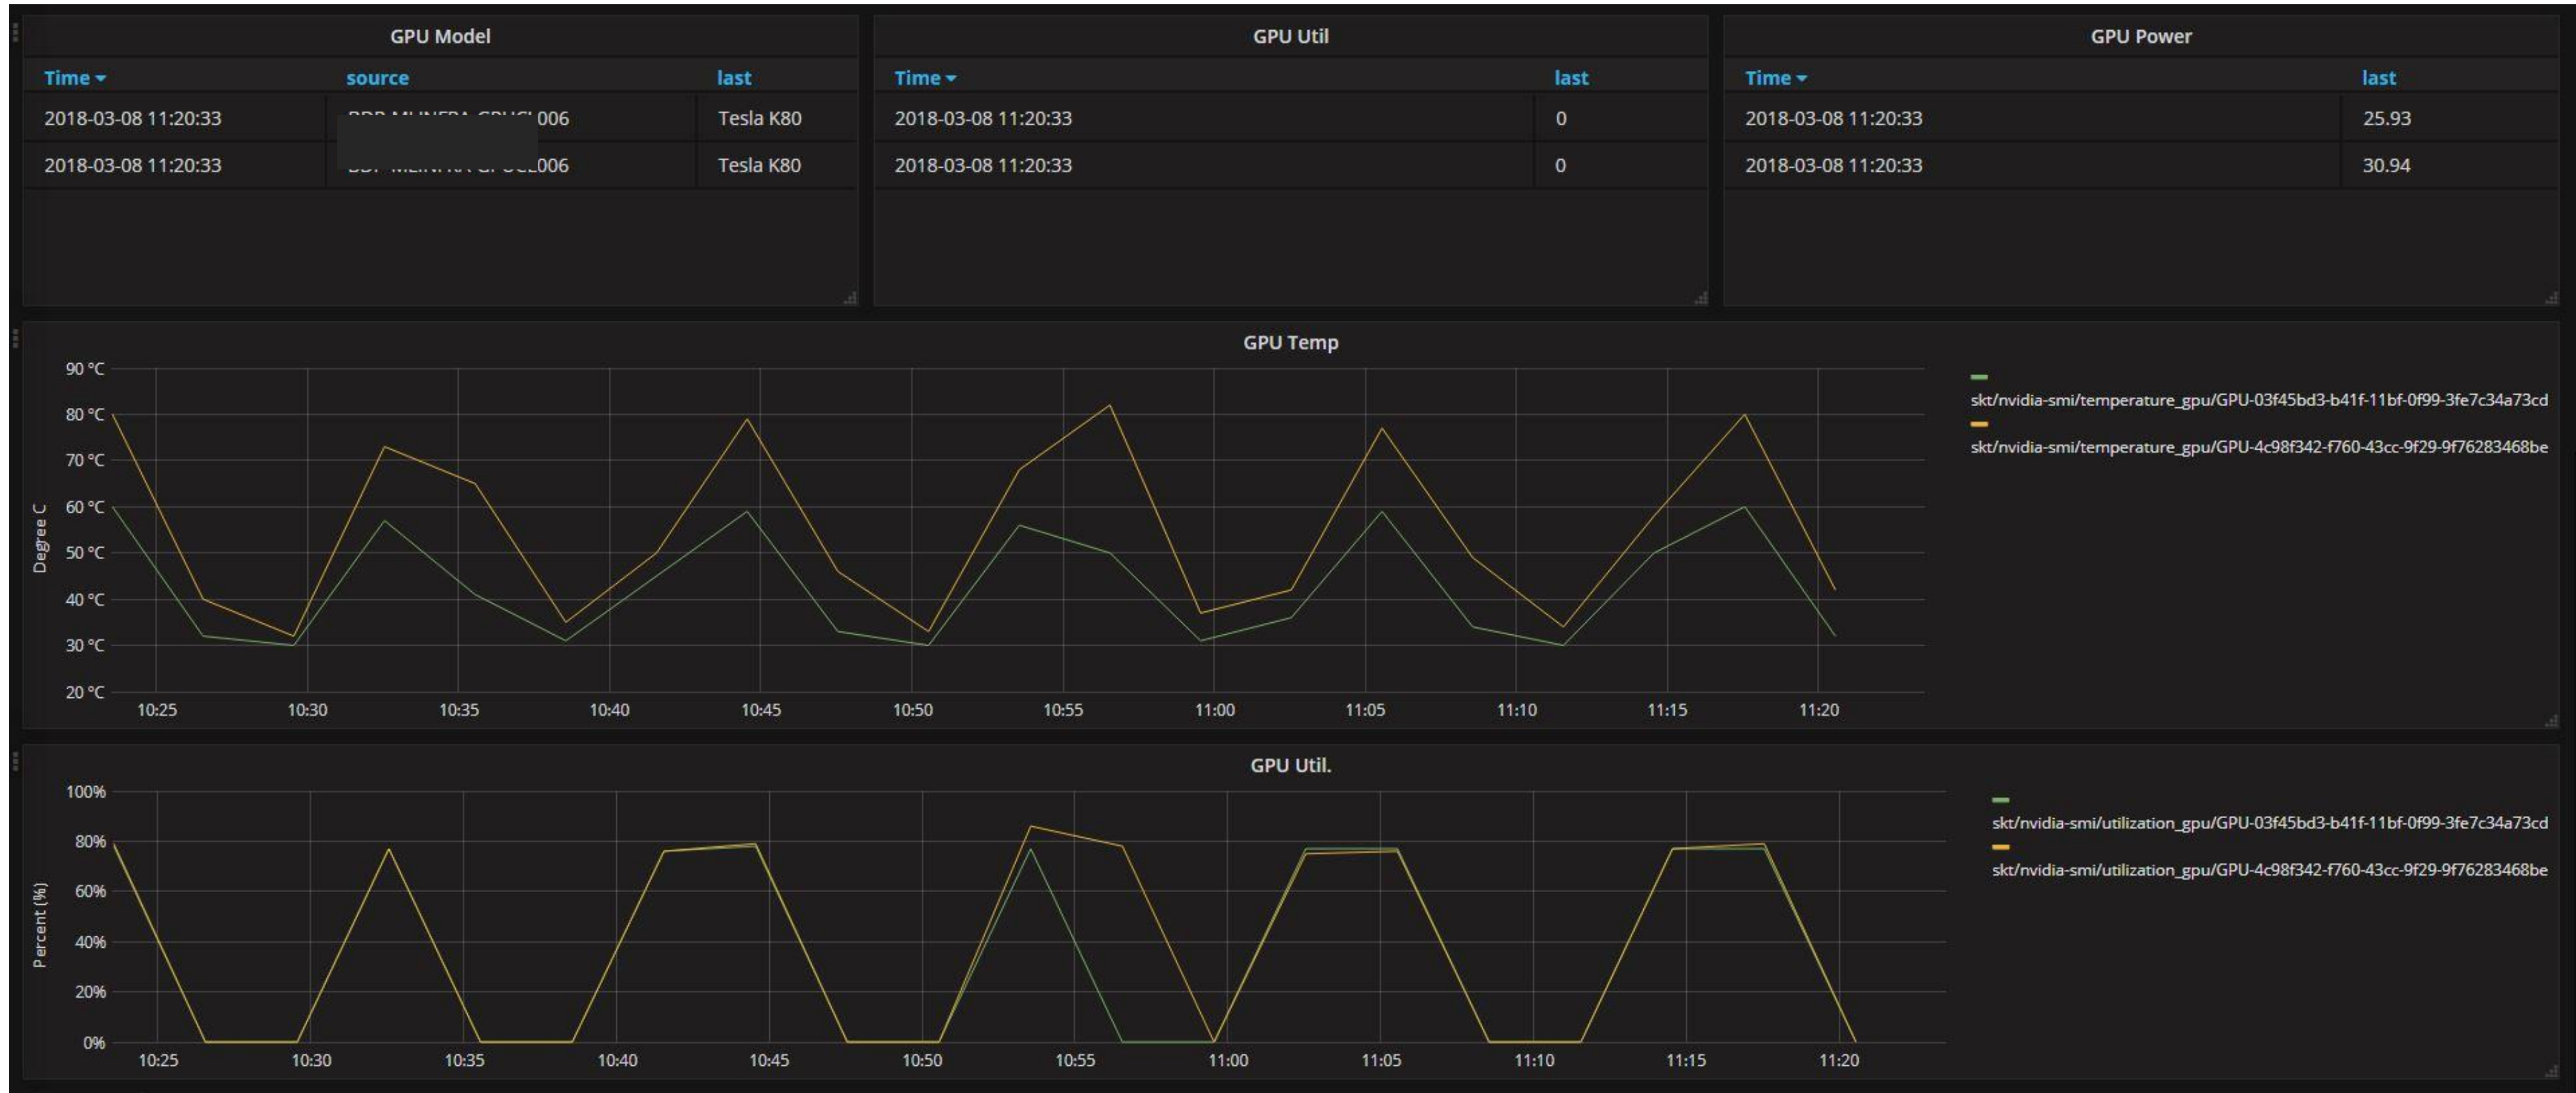 GPU Model
Time source last
2018-03-08 11:20:33 006 Tesla K80
2018-03-08 11:20:33 006 Tesla K80
GPU Util
Time last
2018-03-08 11:20:33 0
2018-03-08 11:20:33 0
GPU Power
Time last
2018-03-08 11:20:33 25.93
2018-03-08 11:20:33 30.94
GPU Temp
Degree C
90 °C
80 °C
70 °C
60 °C
50 °C
40 °C
30 °C
20 °C
10:25 10:30 10:35 10:40 10:45 10:50 10:55 11:00 11:05 11:10 11:15 11:20
skt/nvidia-smi/temperature_gpu/GPU-03f45bd3-b41f-11bf-0f99-3fe7c34a73cd
skt/nvidia-smi/temperature_gpu/GPU-4c98f342-f760-43cc-9f29-9f76283468be
GPU Util.
Percent (%)
100%
80%
60%
40%
20%
0%
10:25 10:30 10:35 10:40 10:45 10:50 10:55 11:00 11:05 11:10 11:15 11:20
skt/nvidia-smi/utilization_gpu/GPU-03f45bd3-b41f-11bf-0f99-3fe7c34a73cd
skt/nvidia-smi/utilization_gpu/GPU-4c98f342-f760-43cc-9f29-9f76283468be